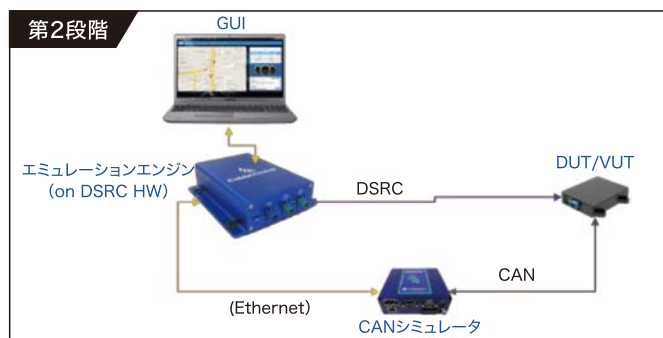 第2段階
GUI
エミュレーションエンジン
（on DSRC HW）
DSRC
DUT/VUT
CAN
(Ethernet）
CANシミュレータ